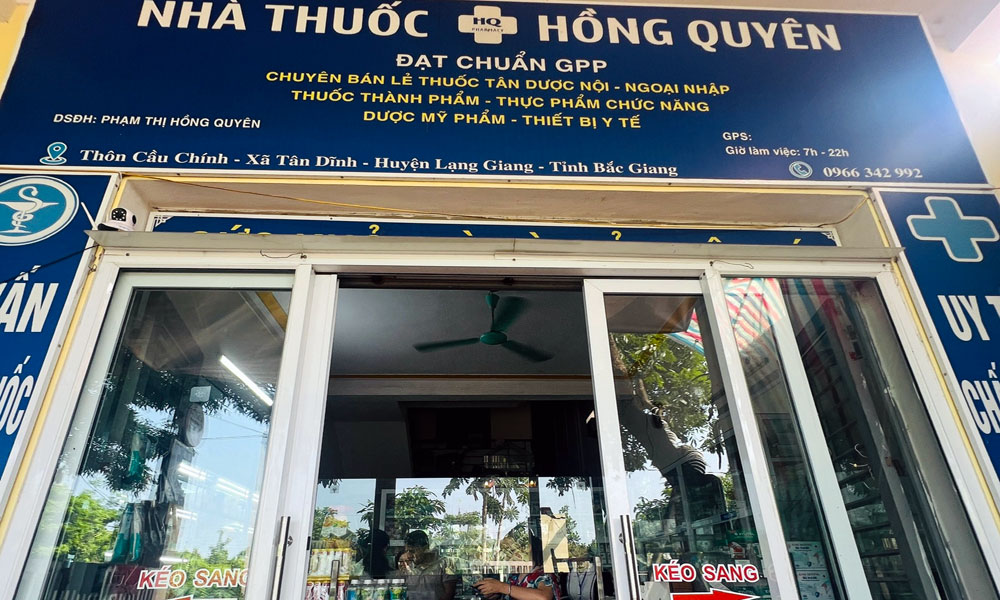 NHÀ THUỐC HQ PHARMACY HỒNG QUYÊN
ĐẠT CHUẨN GPP
CHUYÊN BÁN LẺ THUỐC TÂN DƯỢC NỘI - NGOẠI NHẬP
THUỐC THÀNH PHẨM - THỰC PHẨM CHỨC NĂNG
DƯỢC MỸ PHẨM - THIẾT BỊ Y TẾ
DSĐH: PHẠM THỊ HỒNG QUYÊN
GPS:
Giờ làm việc: 7h - 22h
Thôn Cầu Chính - Xã Tân Dĩnh - Huyện Lạng Giang - Tỉnh Bắc Giang
0966 342 992
UY
KÉO SANG
KÉO SANG